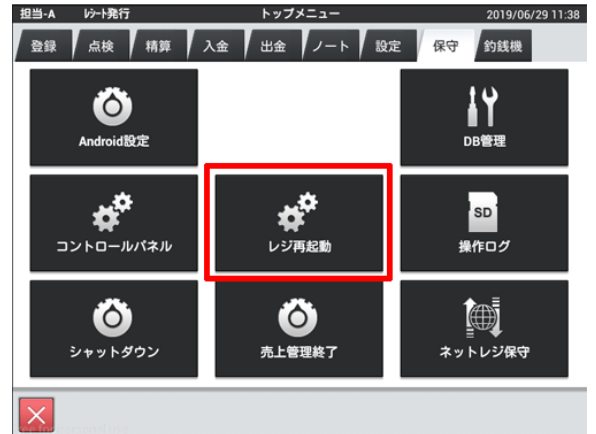 担当-A ﾚｼｰﾄ発行 トップメニュー 2019/06/29 11:38
登録 点検 精算 入金 出金 ノート 設定 保守 釣銭機
Android設定 DB管理
SD
コントロールパネル レジ再起動 操作ログ
シャットダウン 売上管理終了 ネットレジ保守